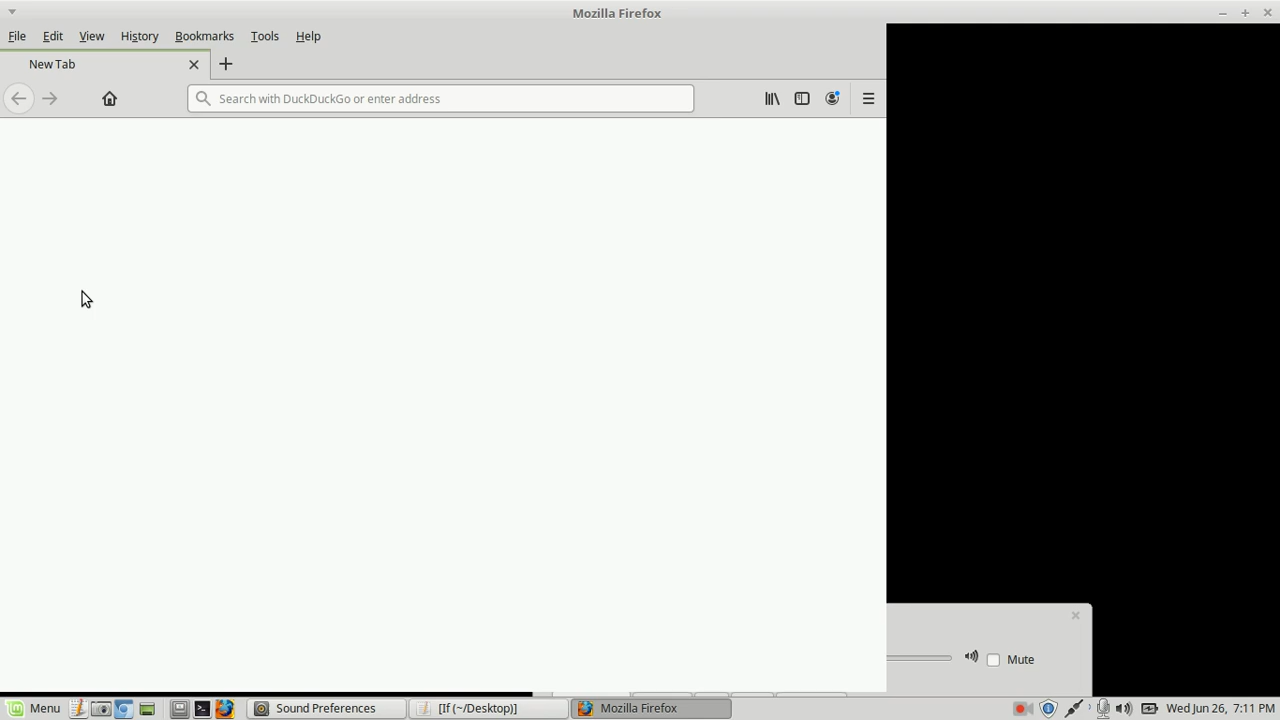 Mozilla Firefox
File Edit View History Bookmarks Tools Help
New Tab
Search with DuckDuckGo or enter address
Mute
Menu Sound Preferences [If (~/Desktop)] Mozilla Firefox Wed Jun 26, 7:11 PM